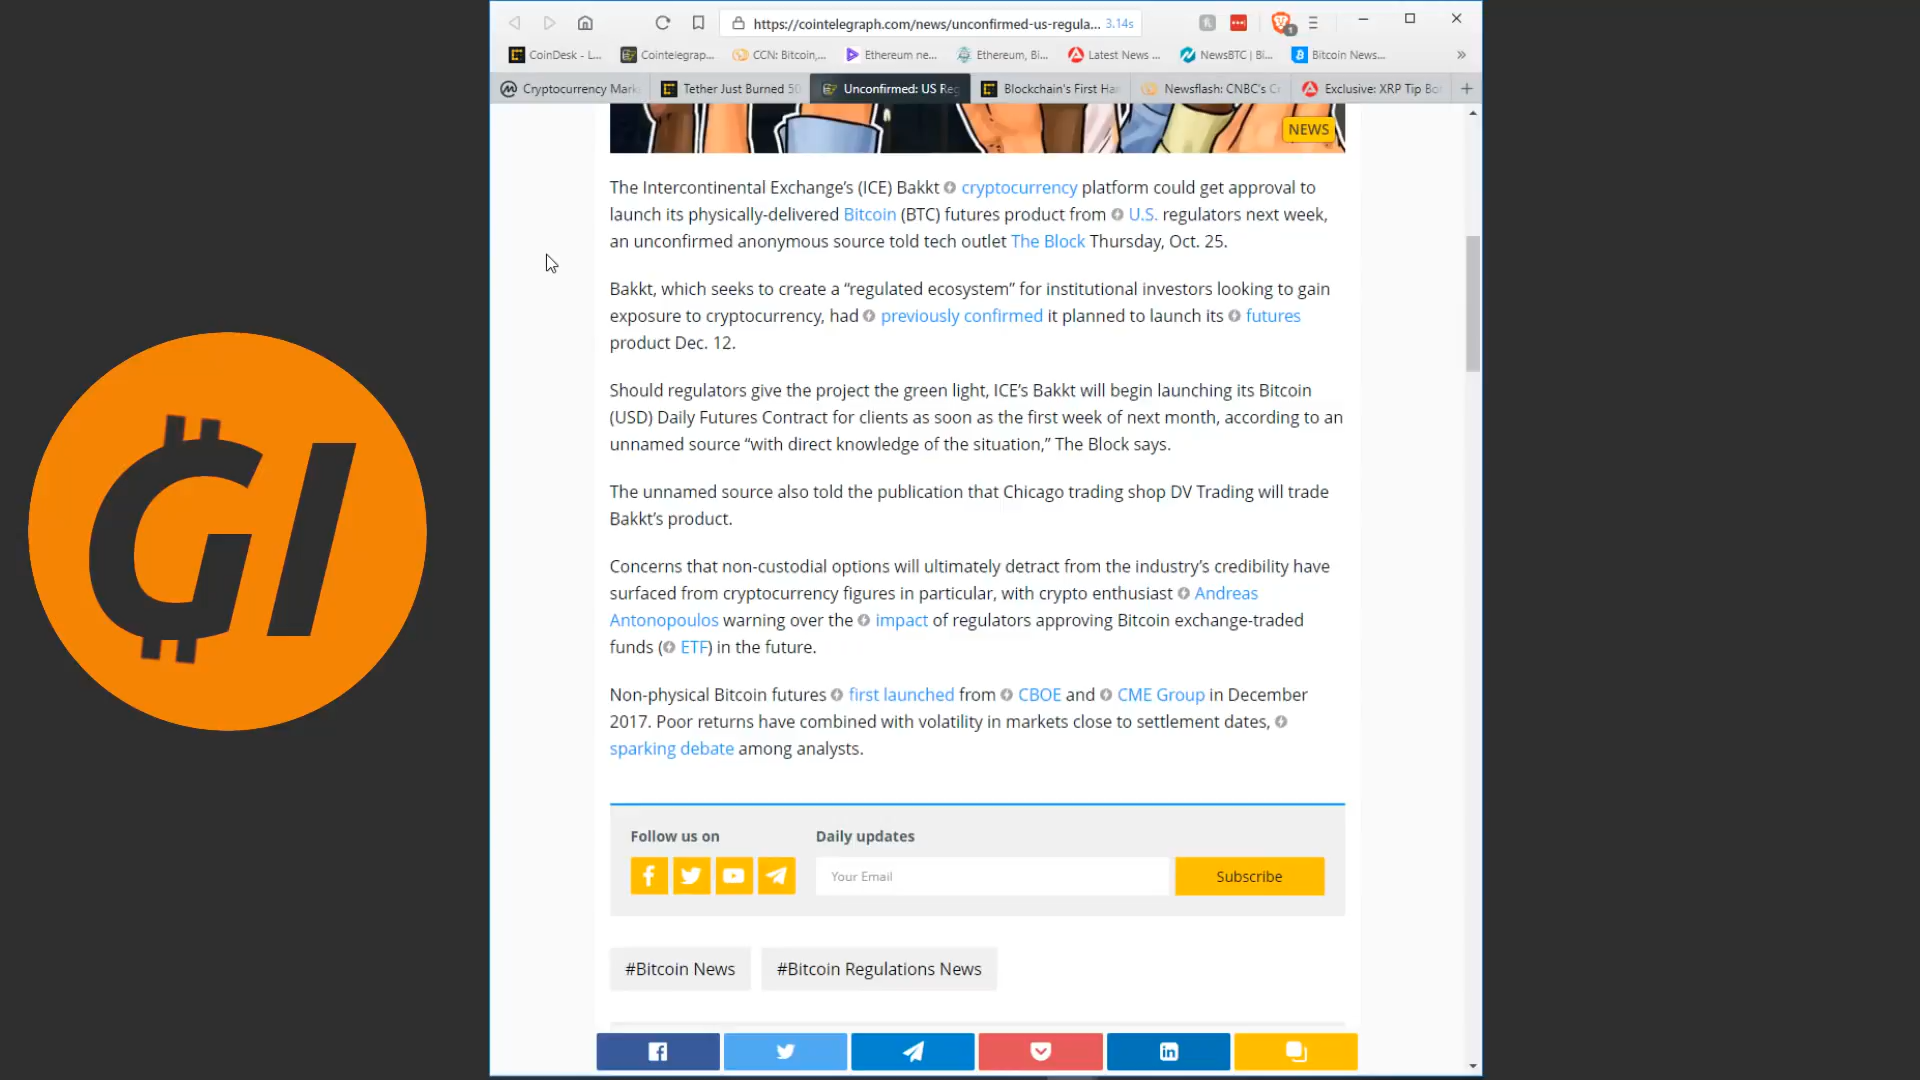 https://cointelegraph.com/news/unconfirmed-us-regula... 3.14s
CoinDesk - L... Cointelegrap... CCN: Bitcoin,... Ethereum ne... Ethereum, Bi... Latest News ... NewsBTC | Bi... Bitcoin News... »
Cryptocurrency Mark Tether Just Burned 50 Unconfirmed: US Reg Blockchain's First Ha Newsflash: CNBC's Cr Exclusive: XRP Tip Bo
NEWS
The Intercontinental Exchange's (ICE) Bakkt cryptocurrency platform could get approval to
launch its physically-delivered Bitcoin (BTC) futures product from U.S. regulators next week,
an unconfirmed anonymous source told tech outlet The Block Thursday, Oct. 25.
Bakkt, which seeks to create a “regulated ecosystem” for institutional investors looking to gain
exposure to cryptocurrency, had previously confirmed it planned to launch its futures
product Dec. 12.
Should regulators give the project the green light, ICE's Bakkt will begin launching its Bitcoin
(USD) Daily Futures Contract for clients as soon as the first week of next month, according to an
unnamed source “with direct knowledge of the situation,” The Block says.
The unnamed source also told the publication that Chicago trading shop DV Trading will trade
Bakkt's product.
Concerns that non-custodial options will ultimately detract from the industry's credibility have
surfaced from cryptocurrency figures in particular, with crypto enthusiast Andreas
Antonopoulos warning over the impact of regulators approving Bitcoin exchange-traded
funds (ETF) in the future.
Non-physical Bitcoin futures first launched from CBOE and CME Group in December
2017. Poor returns have combined with volatility in markets close to settlement dates,
sparking debate among analysts.
Follow us on Daily updates
Your Email Subscribe
#Bitcoin News #Bitcoin Regulations News
GI